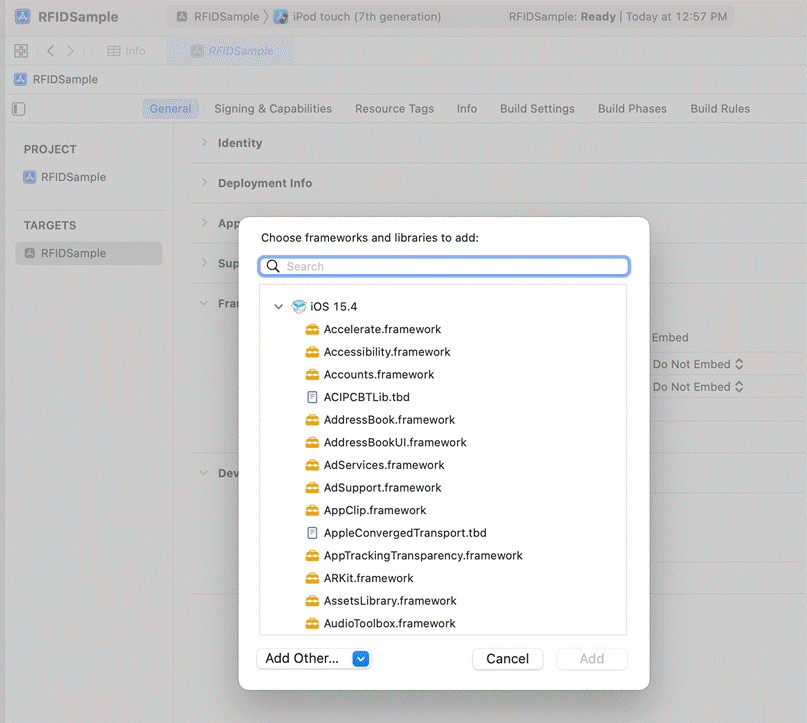 RFIDSample
RFIDSample 〉 iPod touch (7th generation)
RFIDSample: Ready | Today at 12:57 PM
Info
RFIDSample
RFIDSample
General
Signing & Capabilities
Resource Tags
Info
Build Settings
Build Phases
Build Rules
PROJECT
RFIDSample
TARGETS
RFIDSample
Identity
Deployment Info
App
Sup
Fra
Embed
Do Not Embed
Do Not Embed
Dev
Choose frameworks and libraries to add:
Search
iOS 15.4
Accelerate.framework
Accessibility.framework
Accounts.framework
ACIPCBTLib.tbd
AddressBook.framework
AddressBookUI.framework
AdServices.framework
AdSupport.framework
AppClip.framework
AppleConvergedTransport.tbd
AppTrackingTransparency.framework
ARKit.framework
AssetsLibrary.framework
AudioToolbox.framework
Add Other...
Cancel
Add